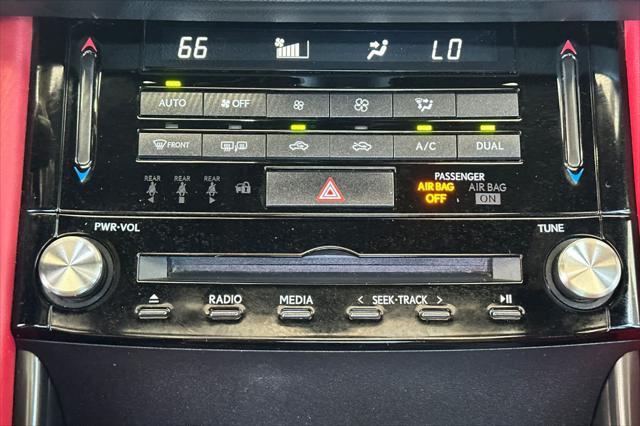 66 LO
AUTO OFF
FRONT A/C DUAL
REAR REAR REAR
PASSENGER
AIR BAG OFF AIR BAG ON
PWR·VOL TUNE
RADIO MEDIA < SEEK·TRACK >